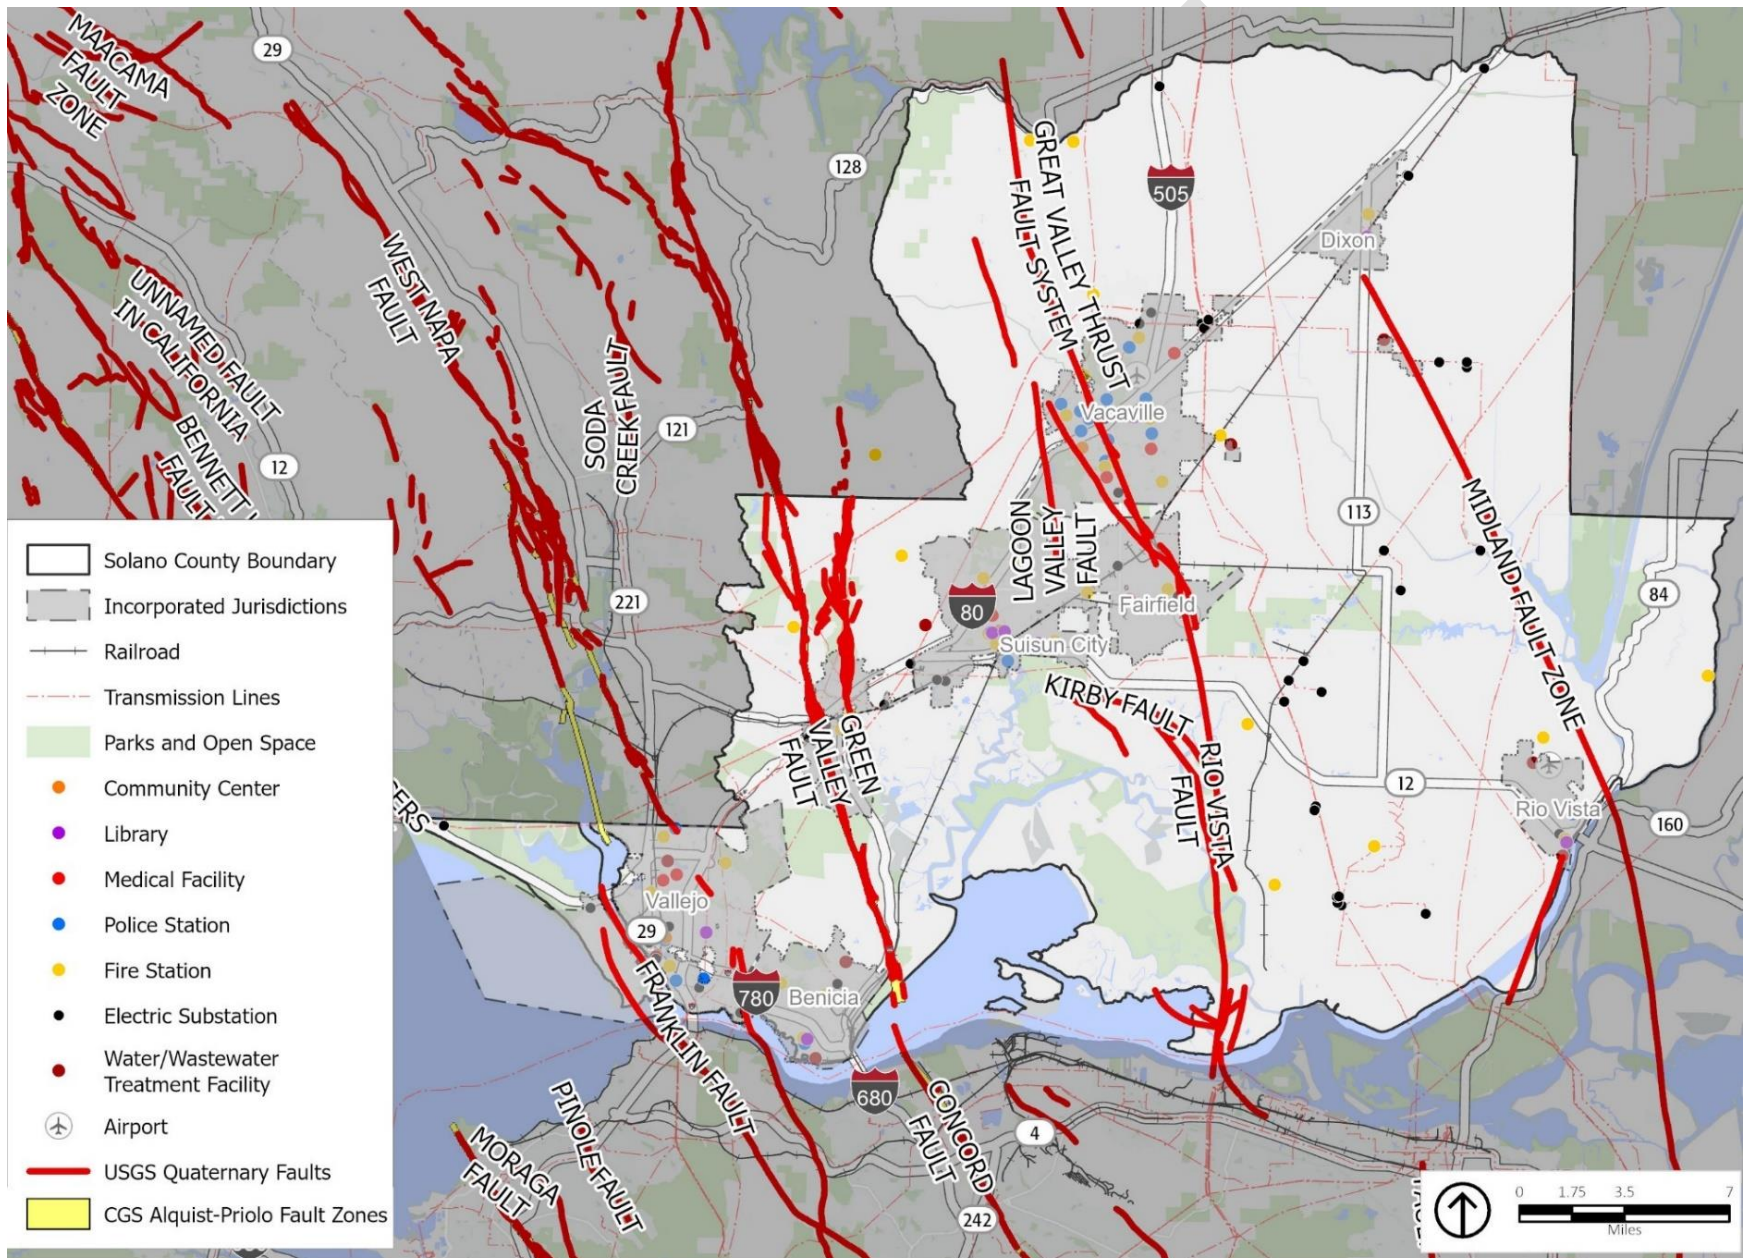 MAACAMA
FAULT
ZONE
29
128
GREAT VALLEY THRUST
FAULT SYSTEM
505
Dixon
WEST NAPA
FAULT
UNNAMED FAULT
IN CALIFORNIA
BENNETT
FAULT
12
SODA
CREEK FAULT
121
Vacaville
113
MIDLAND FAULT ZONE
LAGOON
VALLEY
FAULT
80
Fairfield
Suisun City
84
221
KIRBY FAULT
FAULT
RIO VISTA
GREEN
VALLEY
FAULT
12
Rio Vista
160
Vallejo
29
780
Benicia
FRANKLIN FAULT
680
PINOLE FAULT
MORAGA
FAULT
CONCORD
FAULT
4
242
Solano County Boundary
Incorporated Jurisdictions
Railroad
Transmission Lines
Parks and Open Space
Community Center
Library
Medical Facility
Police Station
Fire Station
Electric Substation
Water/Wastewater
Treatment Facility
Airport
USGS Quaternary Faults
CGS Alquist-Priolo Fault Zones
0 1.75 3.5 7
Miles